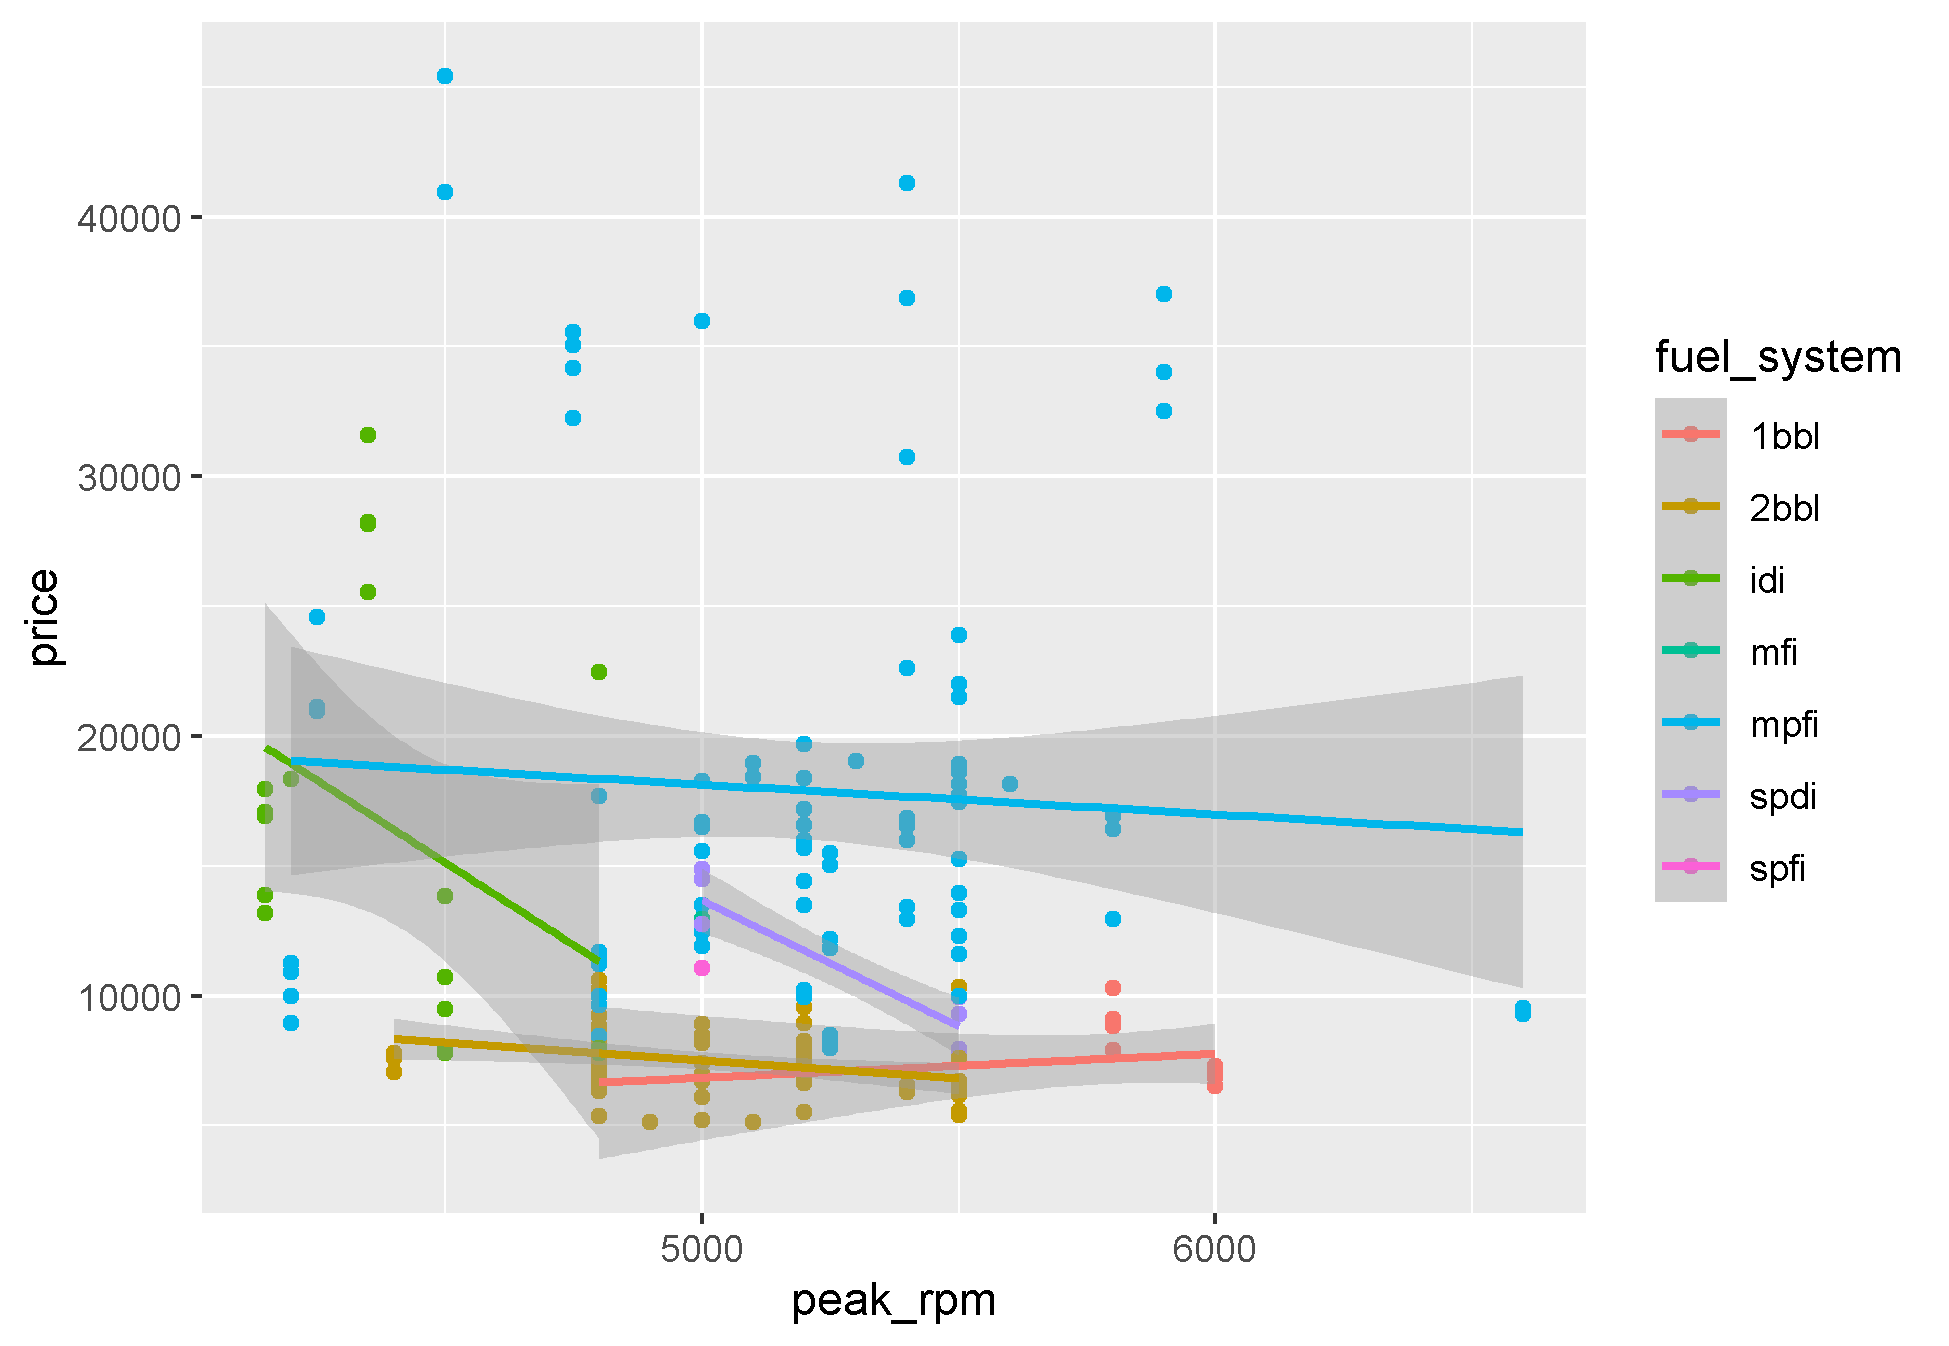 40000
30000
20000
10000
price
5000 6000
peak_rpm
fuel_system
1bbl
2bbl
idi
mfi
mpfi
spdi
spfi